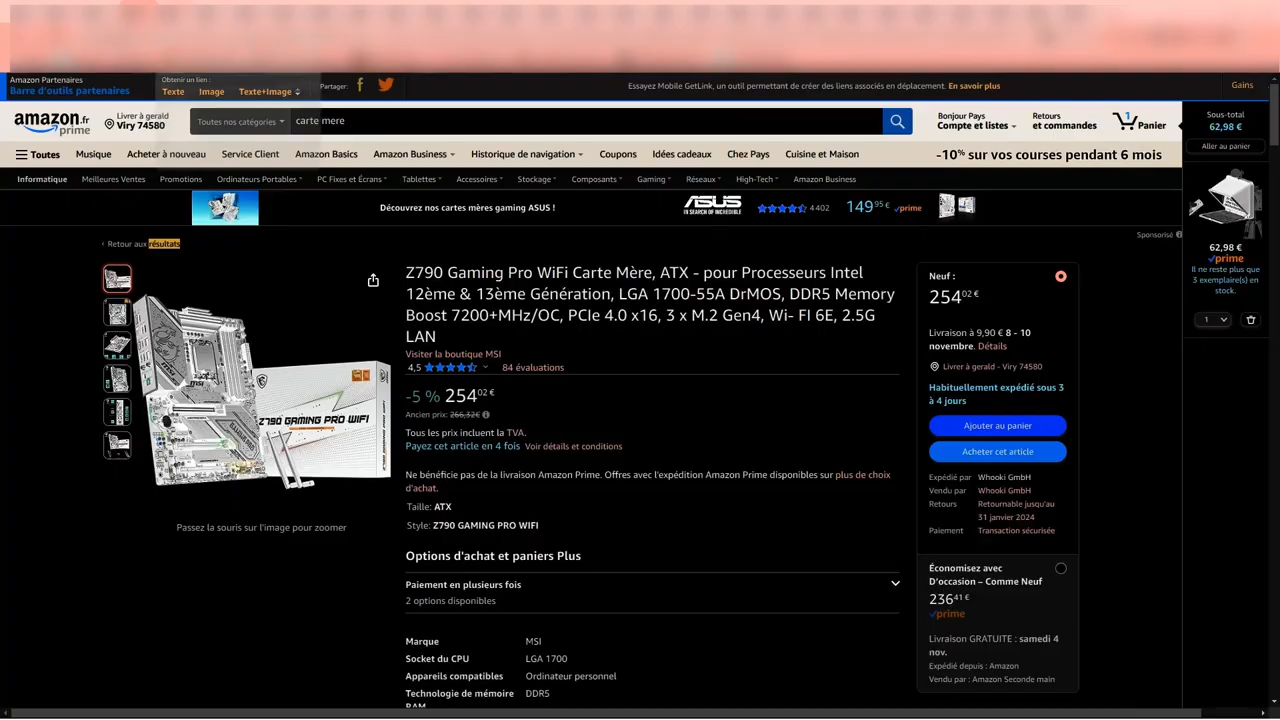 Amazon Partenaires
Barre d'outils partenaires
Obtenir un lien :
Texte Image Texte+Image
Partager:
Essayez Mobile GetLink, un outil permettant de créer des liens associés en déplacement. En savoir plus
Gains
amazon.fr
prime
Livrer à gerald
Viry 74580
Toutes nos catégories
carte mere
Bonjour Pays
Compte et listes
Retours
et commandes
1
Panier
Sous-total
62,98 €
Aller au panier
Toutes Musique Acheter à nouveau Service Client Amazon Basics Amazon Business Historique de navigation Coupons Idées cadeaux Chez Pays Cuisine et Maison
-10% sur vos courses pendant 6 mois
Informatique Meilleures Ventes Promotions Ordinateurs Portables PC Fixes et Écrans Tablettes Accessoires Stockage Composants Gaming Réseaux High-Tech Amazon Business
Découvrez nos cartes mères gaming ASUS !
ASUS
IN SEARCH OF INCREDIBLE
4 402
149,95 €
prime
Sponsorisé
62,98 €
prime
Il ne reste plus que
3 exemplaire(s) en
stock.
1
‹ Retour aux résultats
Z790 GAMING PRO WIFI
Passez la souris sur l'image pour zoomer
Z790 Gaming Pro WiFi Carte Mère, ATX - pour Processeurs Intel
12ème & 13ème Génération, LGA 1700-55A DrMOS, DDR5 Memory
Boost 7200+MHz/OC, PCIe 4.0 x16, 3 x M.2 Gen4, Wi- FI 6E, 2.5G
LAN
Visiter la boutique MSI
4,5 84 évaluations
-5 % 254,02 €
Ancien prix: 266,32€
Tous les prix incluent la TVA.
Payez cet article en 4 fois Voir détails et conditions
Ne bénéficie pas de la livraison Amazon Prime. Offres avec l'expédition Amazon Prime disponibles sur plus de choix
d'achat.
Taille: ATX
Style: Z790 GAMING PRO WIFI
Options d'achat et paniers Plus
Paiement en plusieurs fois
2 options disponibles
Marque MSI
Socket du CPU LGA 1700
Appareils compatibles Ordinateur personnel
Technologie de mémoire DDR5
RAM
Neuf :
254,02 €
Livraison à 9,90 € 8 - 10
novembre. Détails
Livrer à gerald - Viry 74580
Habituellement expédié sous 3
à 4 jours
Ajouter au panier
Acheter cet article
Expédié par Whooki GmbH
Vendu par Whooki GmbH
Retours Retournable jusqu'au
31 janvier 2024
Paiement Transaction sécurisée
Économisez avec
D'occasion – Comme Neuf
236,41 €
prime
Livraison GRATUITE : samedi 4
nov.
Expédié depuis : Amazon
Vendu par : Amazon Seconde main